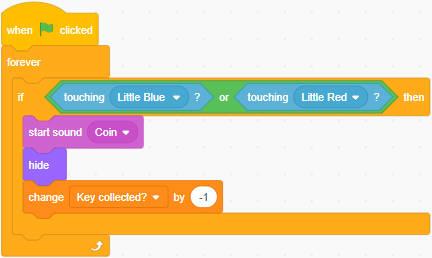 when clicked
forever
if touching Little Blue ? or touching Little Red ? then
start sound Coin
hide
change Key collected? by -1